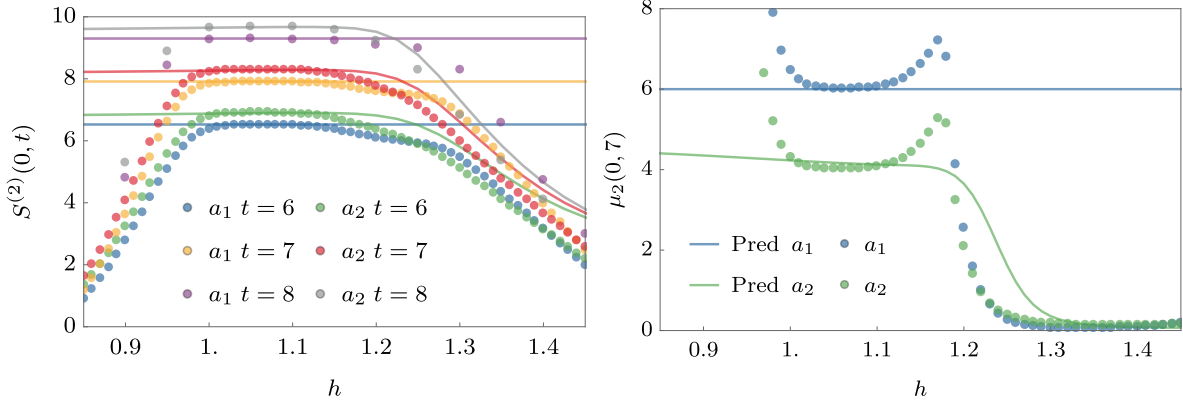 10
8
6
4
2
0
0.9
1.
1.1
1.2
1.3
1.4
h
S^{(2)}(0, t)
a_1 t = 6
a_2 t = 6
a_1 t = 7
a_2 t = 7
a_1 t = 8
a_2 t = 8
8
6
4
2
0
0.9
1.
1.1
1.2
1.3
1.4
h
μ_2(0, 7)
Pred a_1
a_1
Pred a_2
a_2